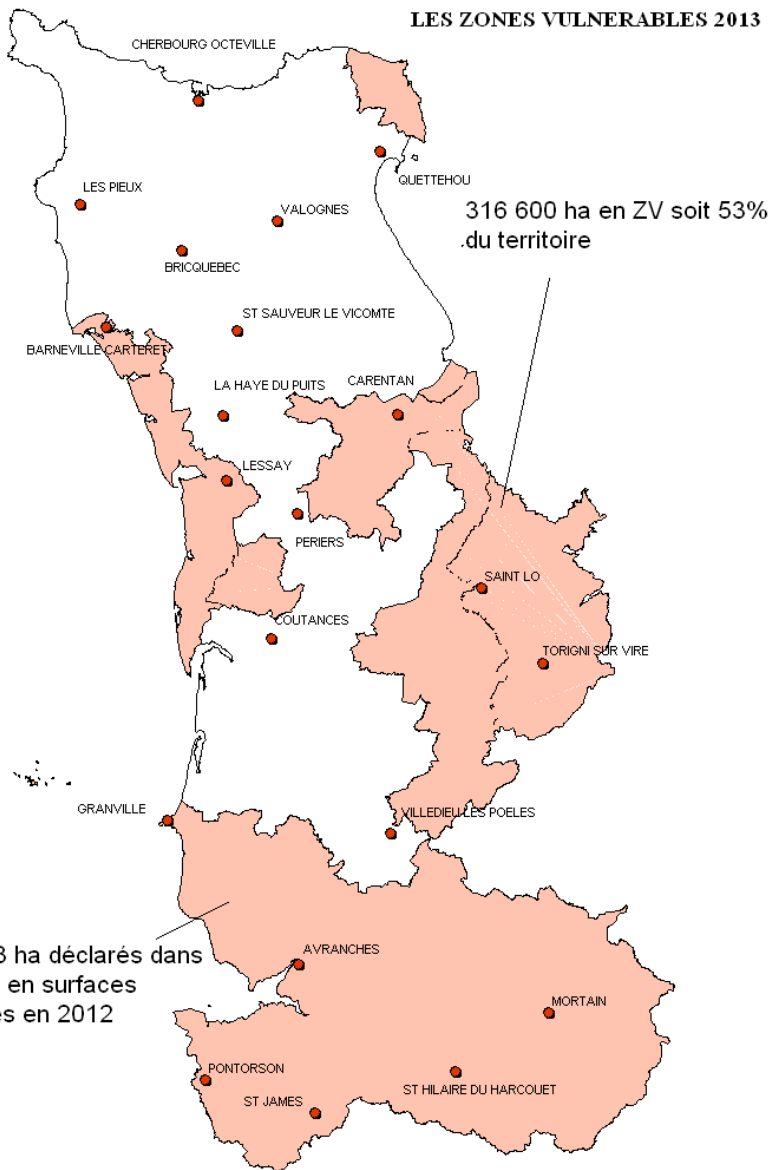 LES ZONES VULNERABLES 2013
CHERBOURG OCTEVILLE
QUETTEHOU
LES PIEUX
VALOGNES
316 600 ha en ZV soit 53%
du territoire
BRICQUEBEC
ST SAUVEUR LE VICOMTE
BARNEVILLE CARTERET
LA HAYE DU PUITS
CARENTAN
LESSAY
PERIERS
SAINT LO
COUTANCES
TORIGNI SUR VIRE
GRANVILLE
VILLEDIEU LES POELES
ha déclarés dans
en surfaces
en 2012
AVRANCHES
MORTAIN
PONTORSON
ST HILAIRE DU HARCOUET
ST JAMES